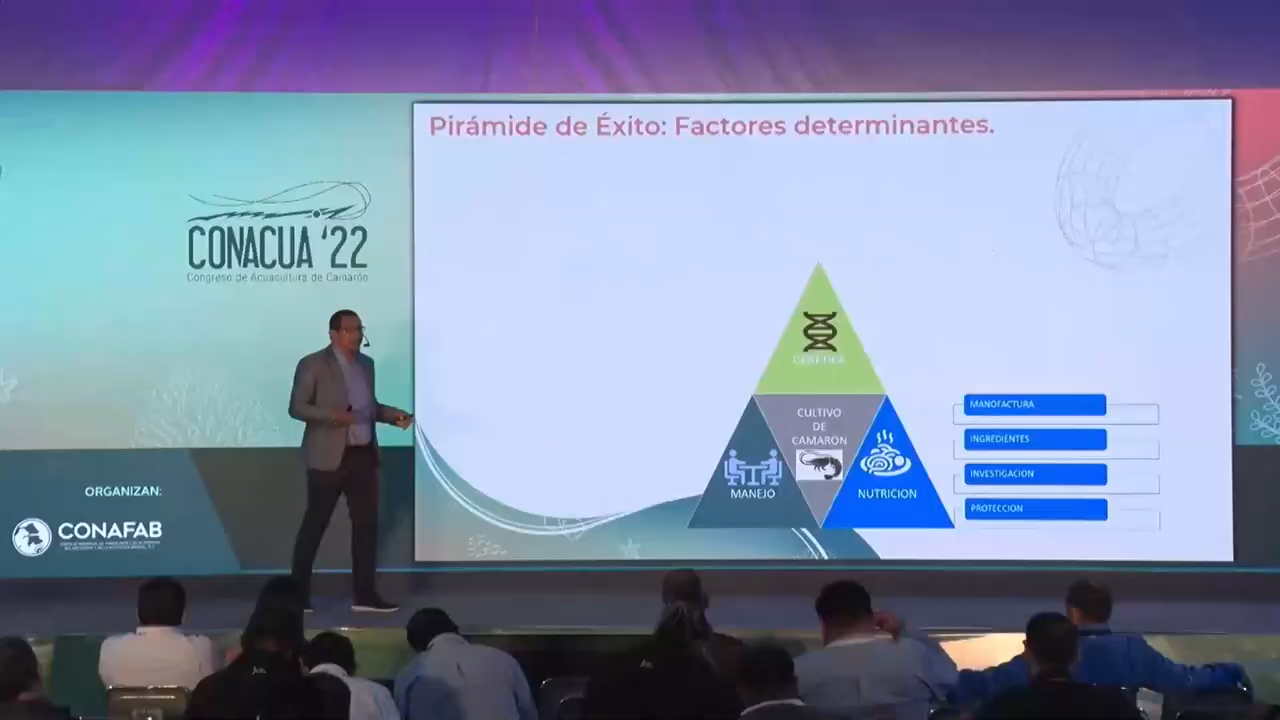 Pirámide de Éxito: Factores determinantes.
CONACUA '22
Congreso de Acuacultura de Camarón
GENETICA
CULTIVO
DE
CAMARON
MANEJO
NUTRICION
MANOFACTURA
INGREDIENTES
INVESTIGACION
PROTECCION
ORGANIZAN:
CONAFAB